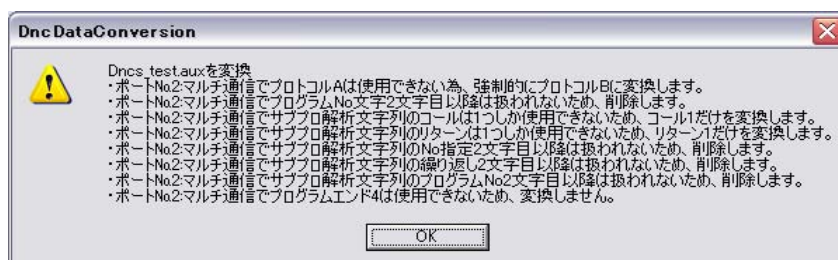 DncDataConversion
Dncs_test.auxを変換
・ポートNo.2:マルチ通信でプロトコルAは使用できない為、強制的にプロトコルBに変換します。
・ポートNo.2:マルチ通信でプログラムNo文字2文字目以降は扱われないため、削除します。
・ポートNo.2:マルチ通信でサブプロ解析文字列のコールは1つしか使用できないため、コール1だけを変換します。
・ポートNo.2:マルチ通信でサブプロ解析文字列のリターンは1つしか使用できないため、リターン1だけを変換します。
・ポートNo.2:マルチ通信でサブプロ解析文字列のNo指定2文字目以降は扱われないため、削除します。
・ポートNo.2:マルチ通信でサブプロ解析文字列の繰り返し2文字目以降は扱われないため、削除します。
・ポートNo.2:マルチ通信でサブプロ解析文字列のプログラムNo2文字目以降は扱われないため、削除します。
・ポートNo.2:マルチ通信でプログラムエンド4は使用できないため、変換しません。
OK